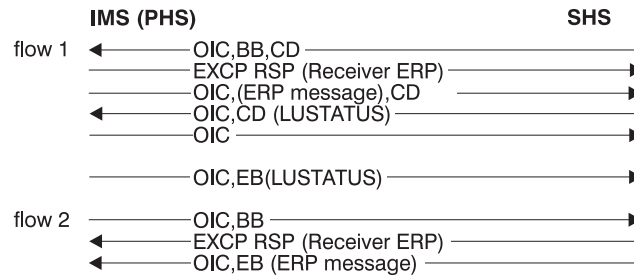 IMS (PHS) SHS
flow 1 OIC,BB,CD
EXCP RSP (Receiver ERP)
OIC,(ERP message),CD
OIC,CD (LUSTATUS)
OIC
OIC,EB(LUSTATUS)
flow 2 OIC,BB
EXCP RSP (Receiver ERP)
OIC,EB (ERP message)